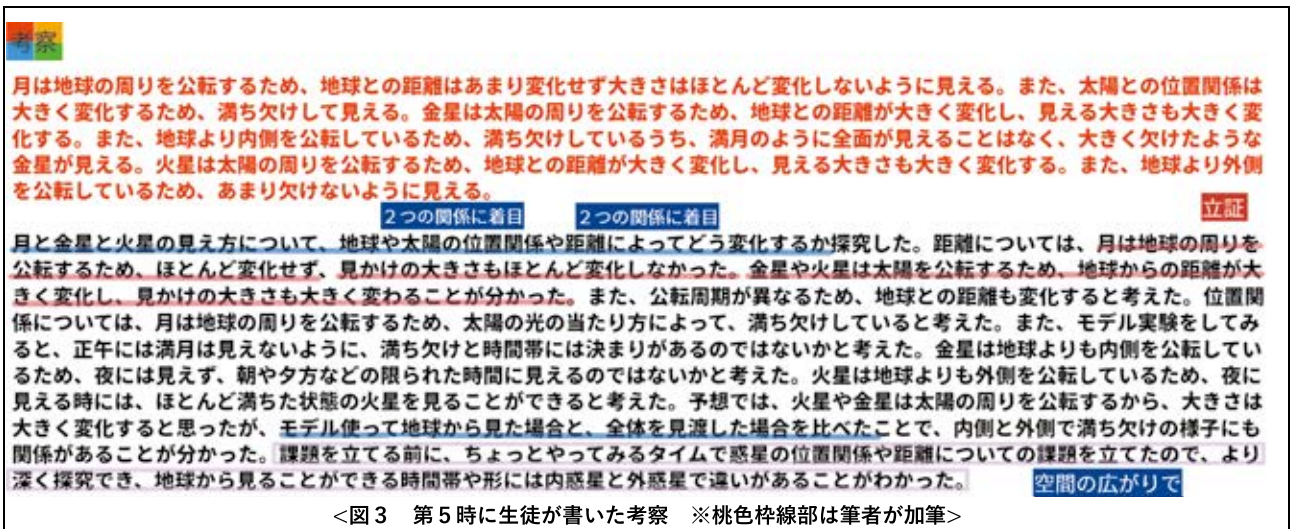 考察
月は地球の周りを公転するため、地球との距離はあまり変化せず大きさはほとんど変化しないように見える。また、太陽との位置関係は
大きく変化するため、満ち欠けして見える。金星は太陽の周りを公転するため、地球との距離が大きく変化し、見える大きさも大きく変
化する。また、地球より内側を公転しているため、満ち欠けしているうち、満月のように全面が見えることはなく、大きく欠けたような
金星が見える。火星は太陽の周りを公転するため、地球との距離が大きく変化し、見える大きさも大きく変化する。また、地球より外側
を公転しているため、あまり欠けないように見える。
２つの関係に着目 ２つの関係に着目 立証
月と金星と火星の見え方について、地球や太陽の位置関係や距離によってどう変化するか探究した。距離については、月は地球の周りを
公転するため、ほとんど変化せず、見かけの大きさもほとんど変化しなかった。金星や火星は太陽を公転するため、地球からの距離が大
きく変化し、見かけの大きさも大きく変わることが分かった。また、公転周期が異なるため、地球との距離も変化すると考えた。位置関
係については、月は地球の周りを公転するため、太陽の光の当たり方によって、満ち欠けしていると考えた。また、モデル実験をしてみ
ると、正午には満月は見えないように、満ち欠けと時間帯には決まりがあるのではないかと考えた。金星は地球よりも内側を公転してい
るため、夜には見えず、朝や夕方などの限られた時間に見えるのではないかと考えた。火星は地球よりも外側を公転しているため、夜に
見える時には、ほとんど満ちた状態の火星を見ることができると考えた。予想では、火星や金星は太陽の周りを公転するから、大きさは
大きく変化すると思ったが、モデル使って地球から見た場合と、全体を見渡した場合を比べたことで、内側と外側で満ち欠けの様子にも
関係があることが分かった。課題を立てる前に、ちょっとやってみるタイムで惑星の位置関係や距離についての課題を立てたので、より
深く探究でき、地球から見ることができる時間帯や形には内惑星と外惑星で違いがあることがわかった。
空間の広がりで
<図３　第５時に生徒が書いた考察　※桃色枠線部は筆者が加筆>